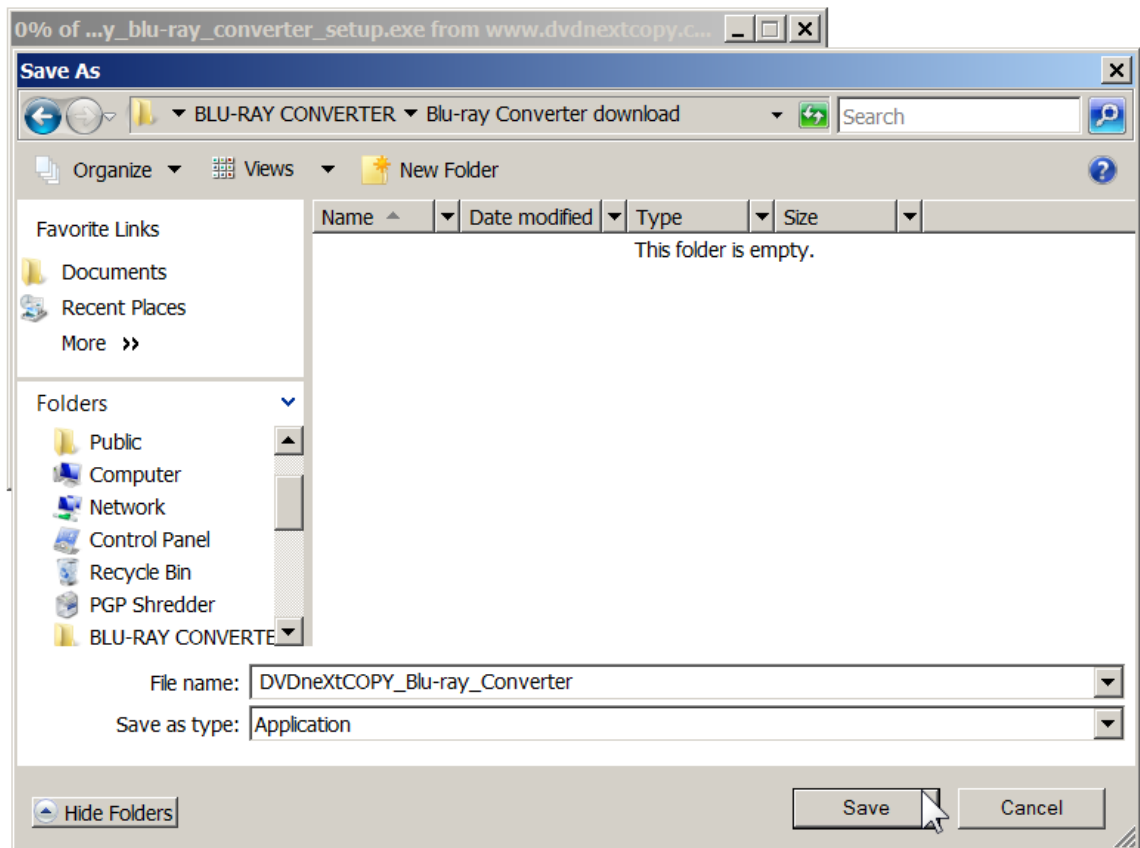 0% of ...y_blu-ray_converter_setup.exe from www.dvdnextcopy.c...
Save As
BLU-RAY CONVERTER Blu-ray Converter download
Search
Organize Views New Folder
Name Date modified Type Size
This folder is empty.
Favorite Links
Documents
Recent Places
More
Folders
Public
Computer
Network
Control Panel
Recycle Bin
PGP Shredder
BLU-RAY CONVERTE
File name: DVDneXtCOPY_Blu-ray_Converter
Save as type: Application
Hide Folders
Save
Cancel